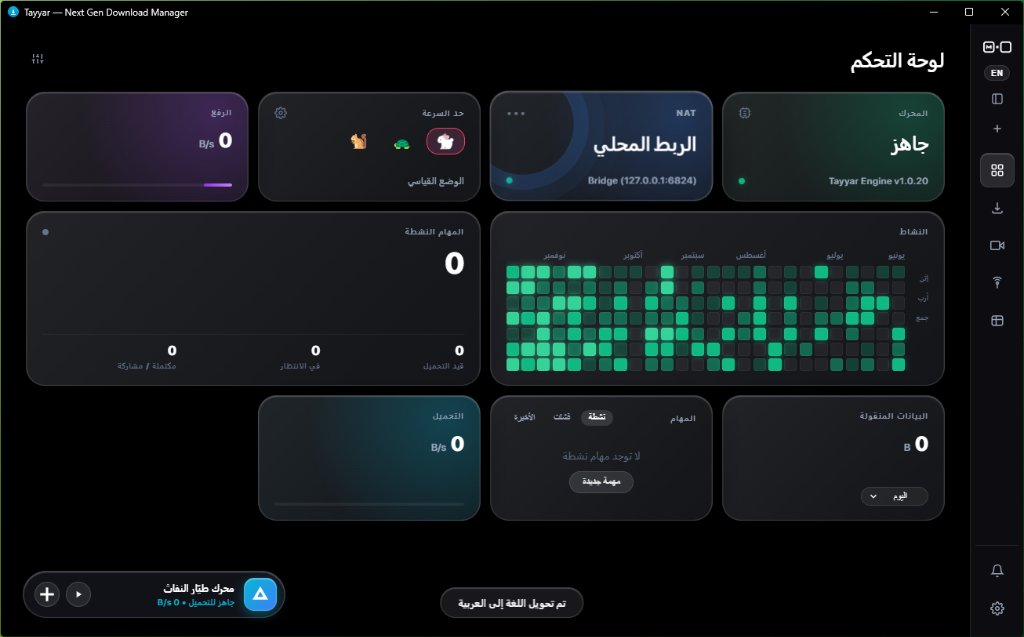 Tayyar — Next Gen Download Manager
EN
لوحة التحكم
المحرك
جاهز
Tayyar Engine v1.0.20
NAT
الربط المحلي
Bridge (127.0.0.1:6824)
حد السرعة
الوضع القياسي
الرفع
0 B/s
النشاط
يونيو
يوليو
أغسطس
سبتمبر
أكتوبر
نوفمبر
إثن
أرب
جمع
المهام النشطة
0
0
قيد التحميل
0
في الانتظار
0
مكتملة / مشاركة
البيانات المنقولة
0 B
اليوم
المهام
نشطة
فشلت
الأخيرة
لا توجد مهام نشطة
مهمة جديدة
التحميل
0 B/s
محرك طيّار النفاث
جاهز للتحميل • 0 B/s
تم تحويل اللغة إلى العربية